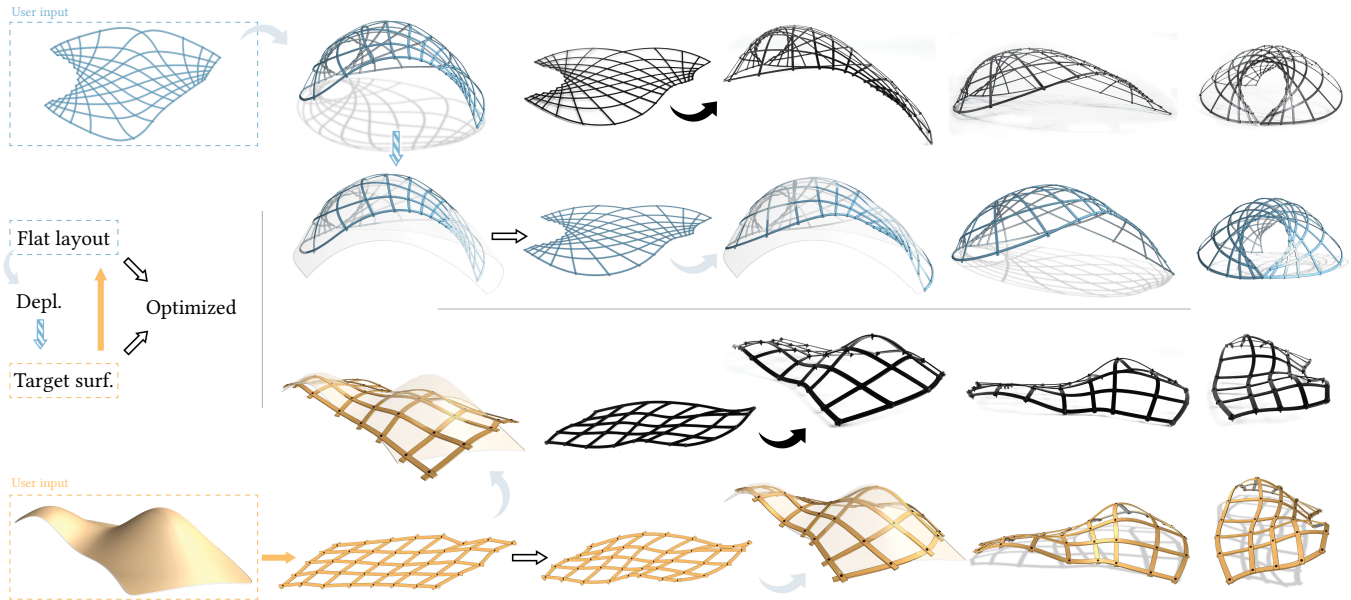 User input
Flat layout
Depl.
Optimized
Target surf.
User input